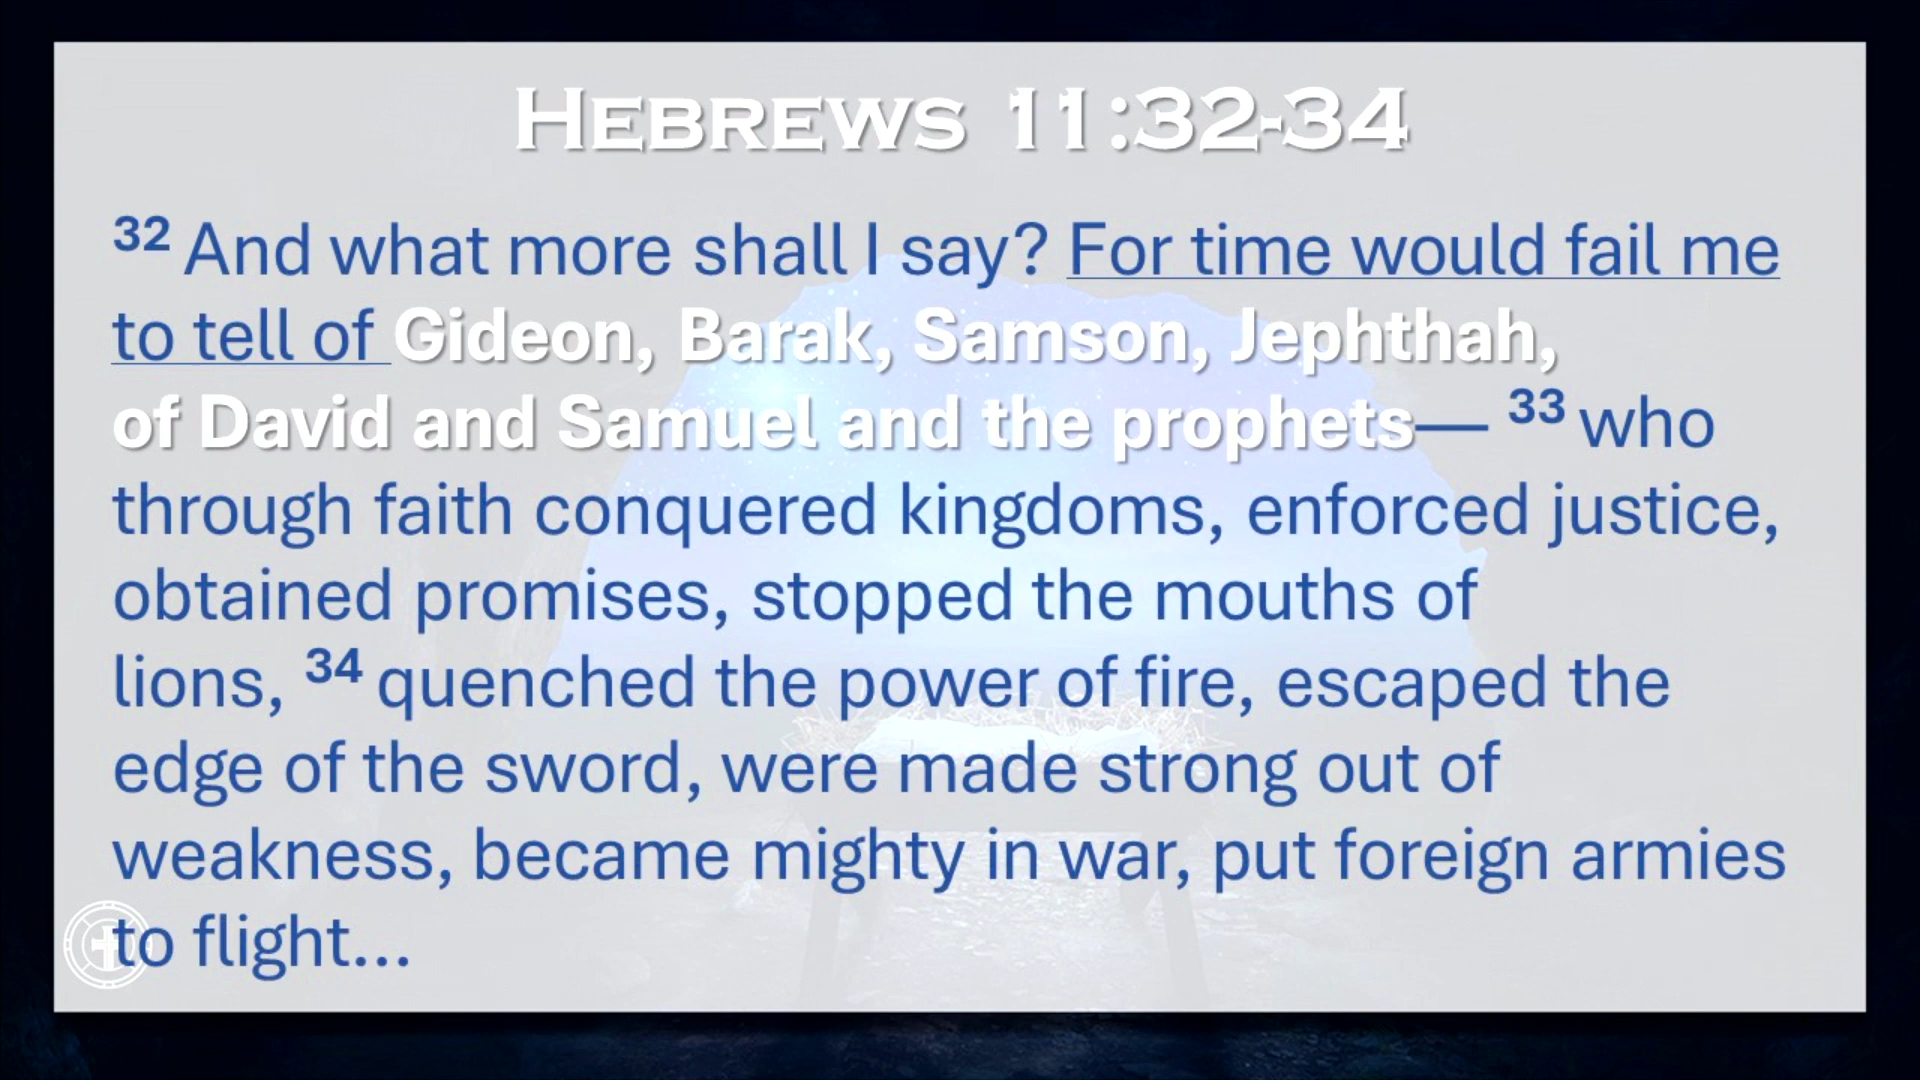 Hebrews 11:32-34
32 And what more shall I say? For time would fail me
to tell of Gideon, Barak, Samson, Jephthah,
of David and Samuel and the prophets— 33 who
through faith conquered kingdoms, enforced justice,
obtained promises, stopped the mouths of
lions, 34 quenched the power of fire, escaped the
edge of the sword, were made strong out of
weakness, became mighty in war, put foreign armies
to flight...